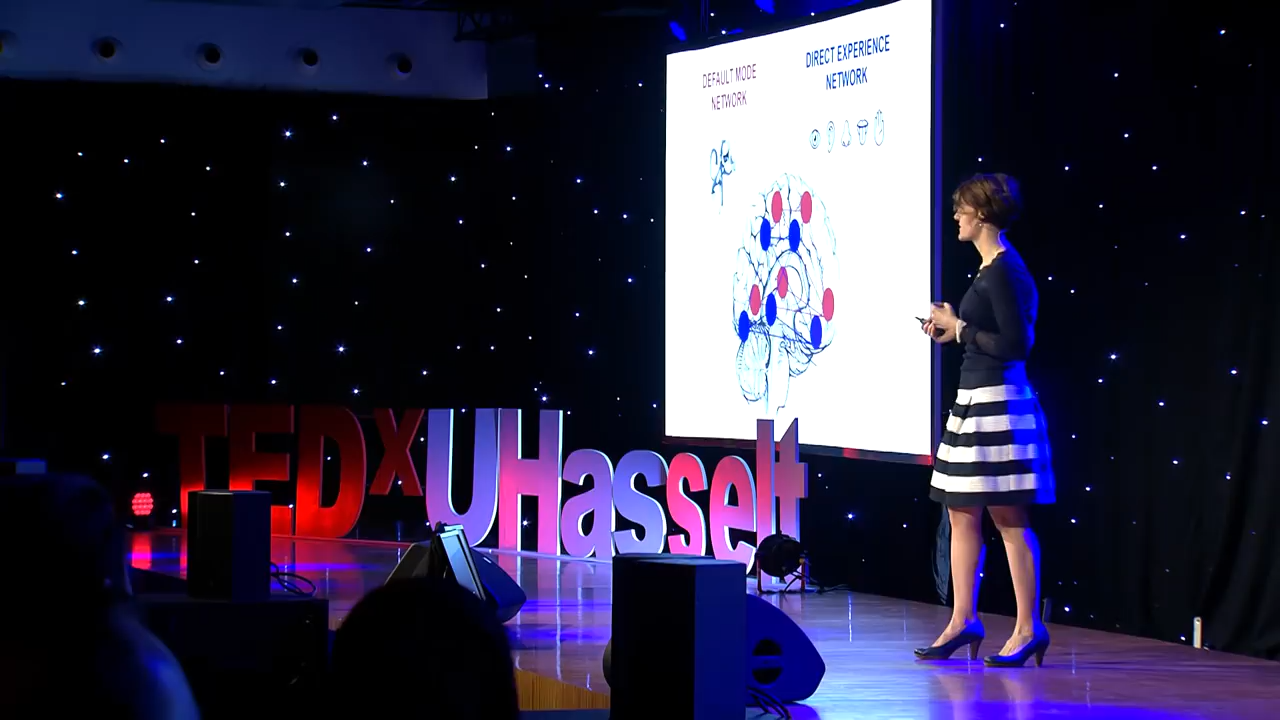 DEFAULT MODE
NETWORK
DIRECT EXPERIENCE
NETWORK
TEDxUHasselt